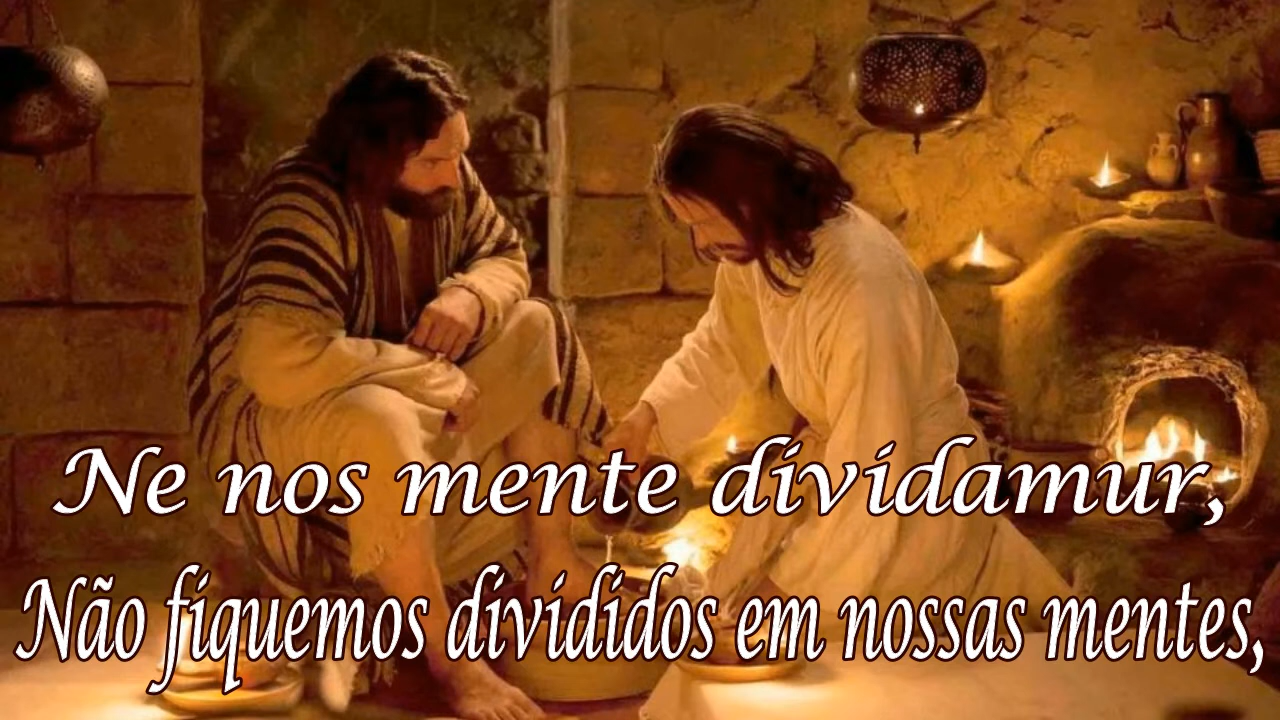 Ne nos mente dividamur,
Não fiquemos divididos em nossas mentes,